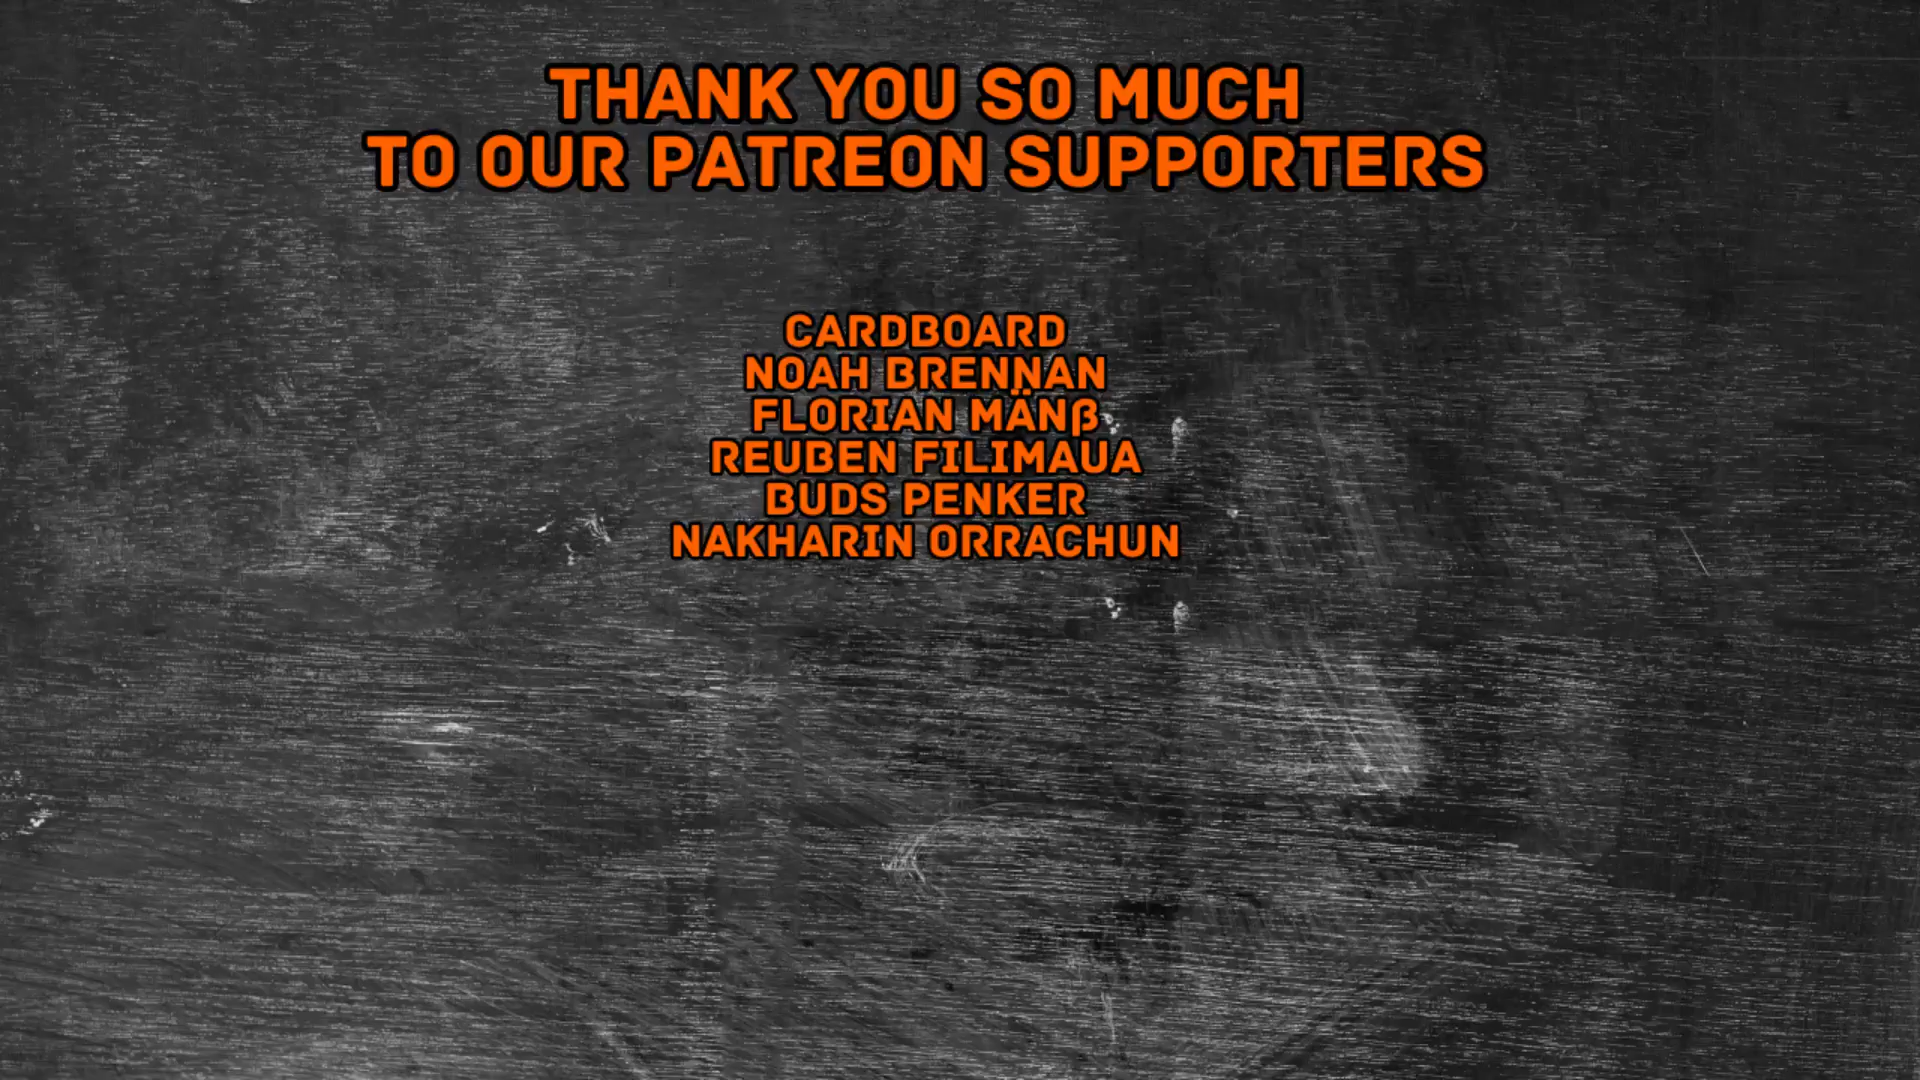 THANK YOU SO MUCH
TO OUR PATREON SUPPORTERS
CARDBOARD
NOAH BRENNAN
FLORIAN MÄNß
REUBEN FILIMAUA
BUDS PENKER
NAKHARIN ORRACHUN